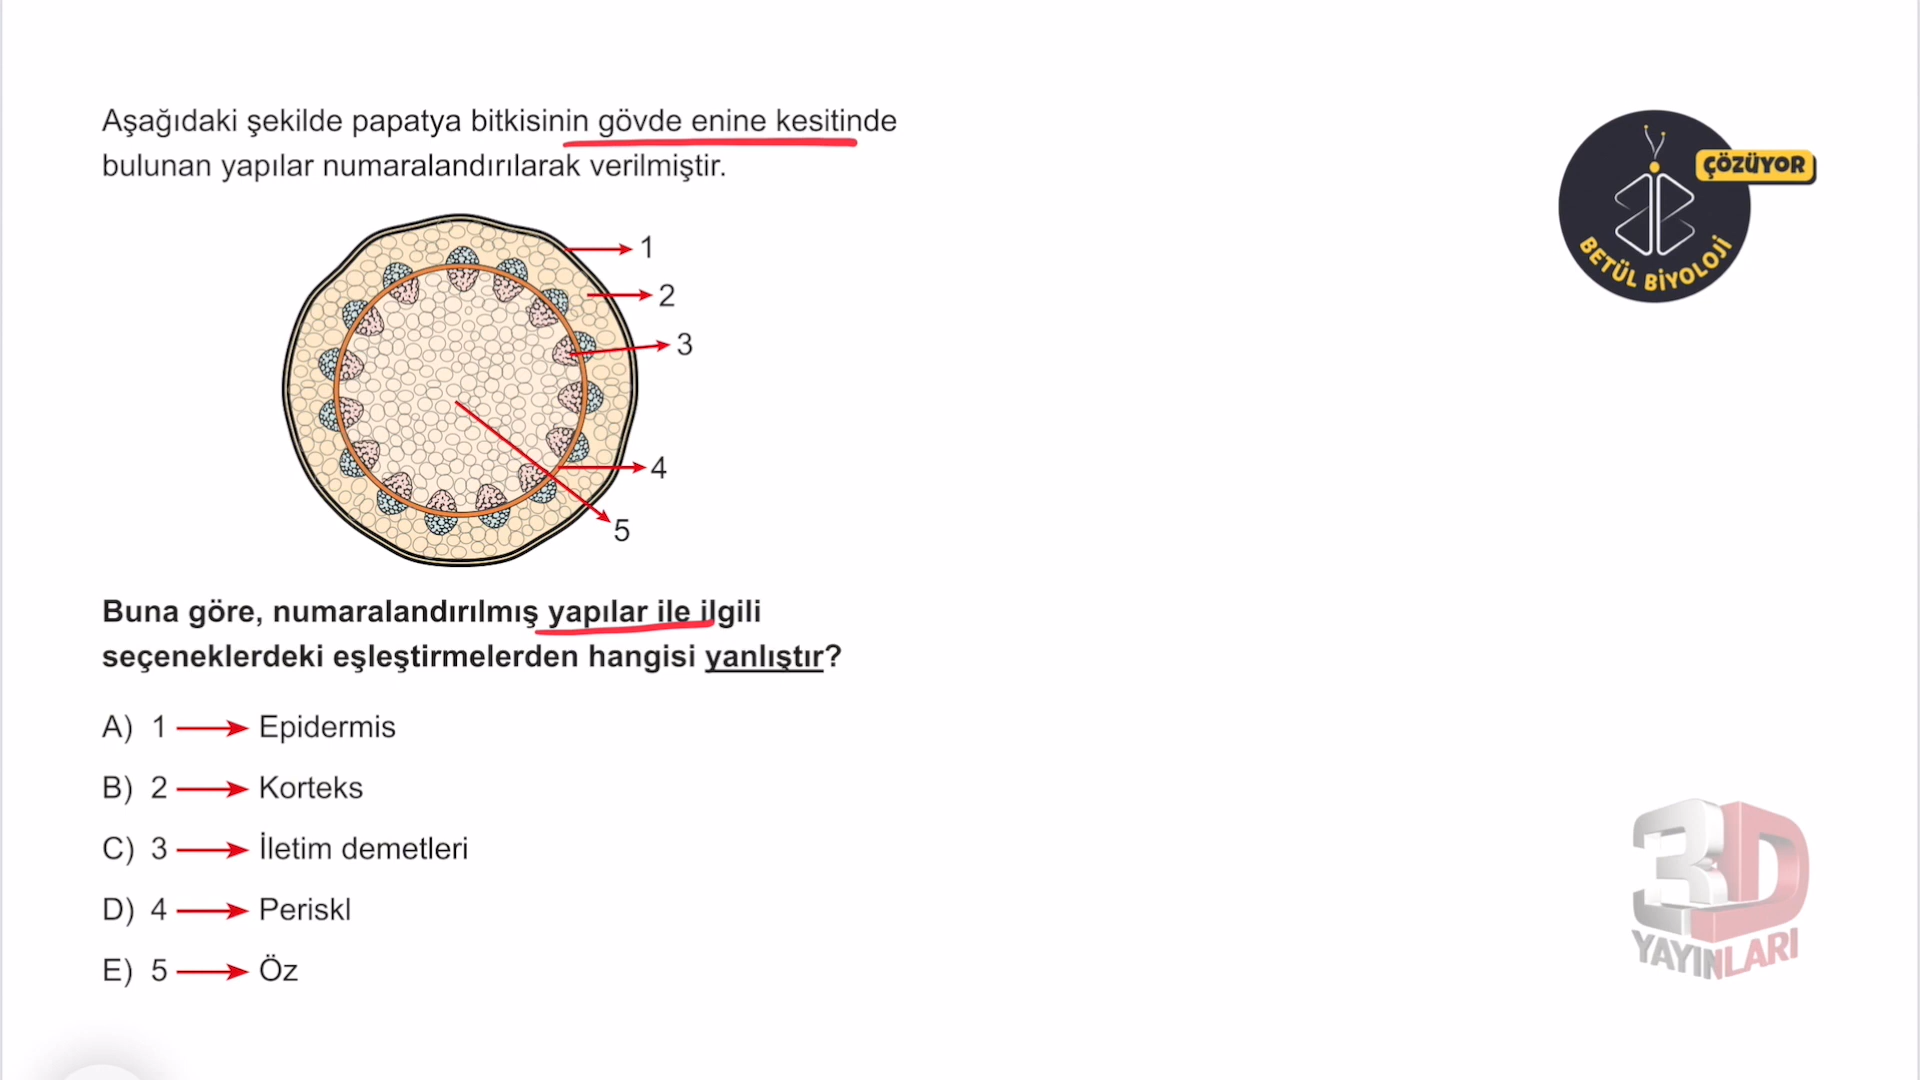 Aşağıdaki şekilde papatya bitkisinin gövde enine kesitinde
bulunan yapılar numaralandırılarak verilmiştir.
1
2
3
4
5
ÇÖZÜYOR
BETÜL BİYOLOJİ
Buna göre, numaralandırılmış yapılar ile ilgili
seçeneklerdeki eşleştirmelerden hangisi yanlıştır?
A) 1 → Epidermis
B) 2 → Korteks
C) 3 → İletim demetleri
D) 4 → Periskl
E) 5 → Öz
3D
YAYINLARI